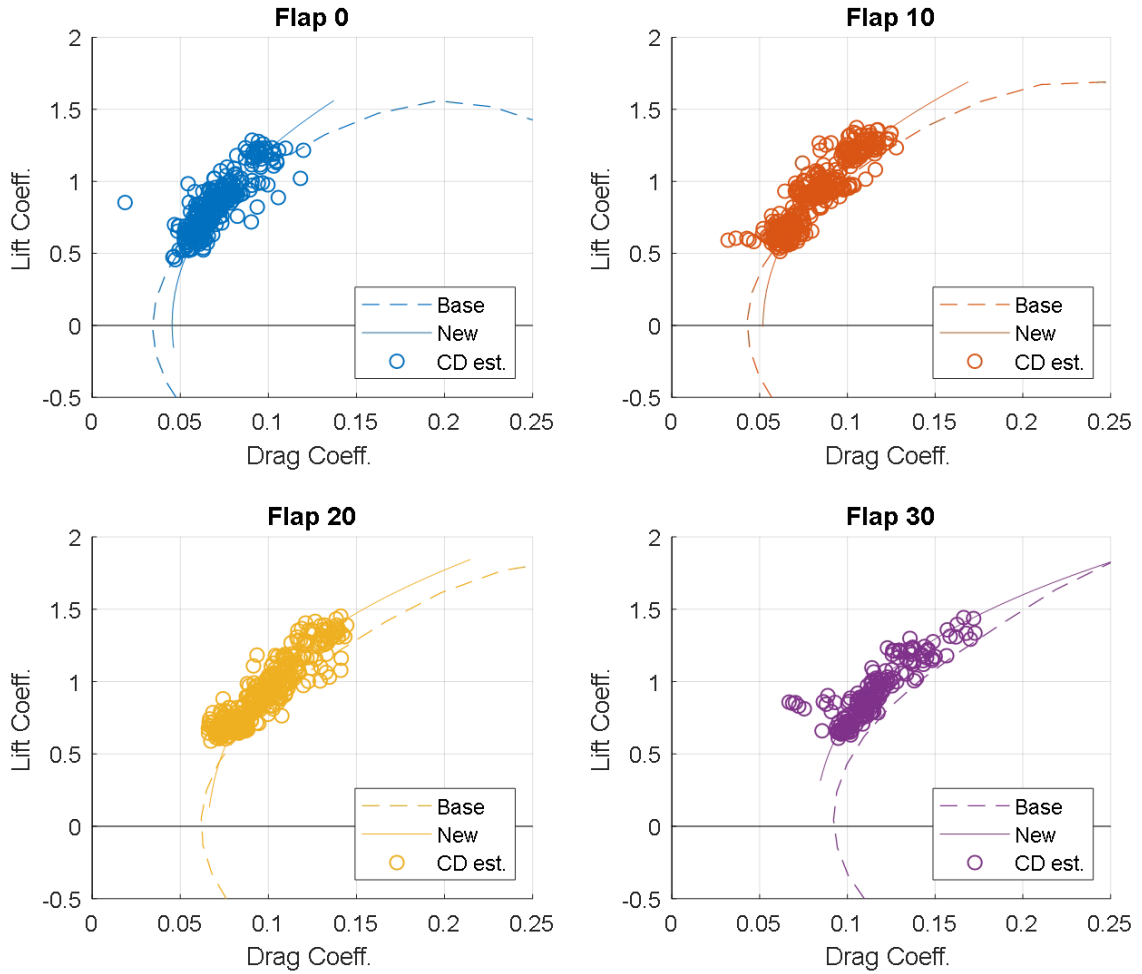 Flap 0
2
1.5
1
0.5
0
-0.5
Lift Coeff.
Base
New
CD est.
0 0.05 0.1 0.15 0.2 0.25
Drag Coeff.
Flap 10
2
1.5
1
0.5
0
-0.5
Lift Coeff.
Base
New
CD est.
0 0.05 0.1 0.15 0.2 0.25
Drag Coeff.
Flap 20
2
1.5
1
0.5
0
-0.5
Lift Coeff.
Base
New
CD est.
0 0.05 0.1 0.15 0.2 0.25
Drag Coeff.
Flap 30
2
1.5
1
0.5
0
-0.5
Lift Coeff.
Base
New
CD est.
0 0.05 0.1 0.15 0.2 0.25
Drag Coeff.